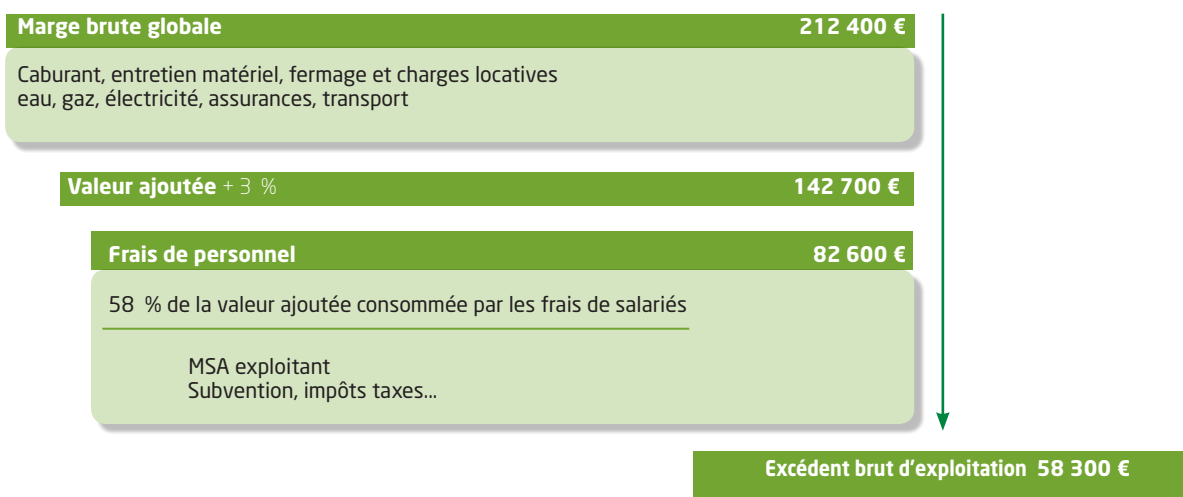 Marge brute globale 212 400 €
Caburant, entretien matériel, fermage et charges locatives
eau, gaz, électricité, assurances, transport
Valeur ajoutée + 3 % 142 700 €
Frais de personnel 82 600 €
58 % de la valeur ajoutée consommée par les frais de salariés
MSA exploitant
Subvention, impôts taxes...
Excédent brut d'exploitation 58 300 €